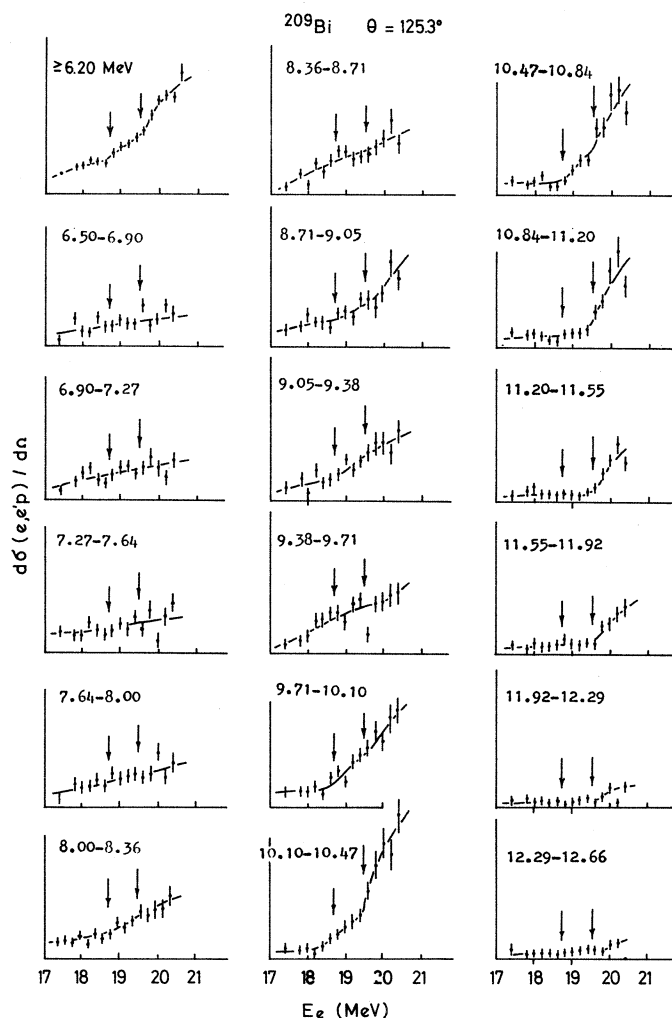 ²⁰⁹Bi θ = 125.3°
≥6.20 MeV
8.36-8.71
10.47-10.84
6.50-6.90
8.71-9.05
10.84-11.20
6.90-7.27
9.05-9.38
11.20-11.55
7.27-7.64
9.38-9.71
11.55-11.92
7.64-8.00
9.71-10.10
11.92-12.29
8.00-8.36
10.10-10.47
12.29-12.66
dσ(e,e'p)/dΩ
17 18 19 20 21
17 18 19 20 21
17 18 19 20 21
Eₑ (MeV)